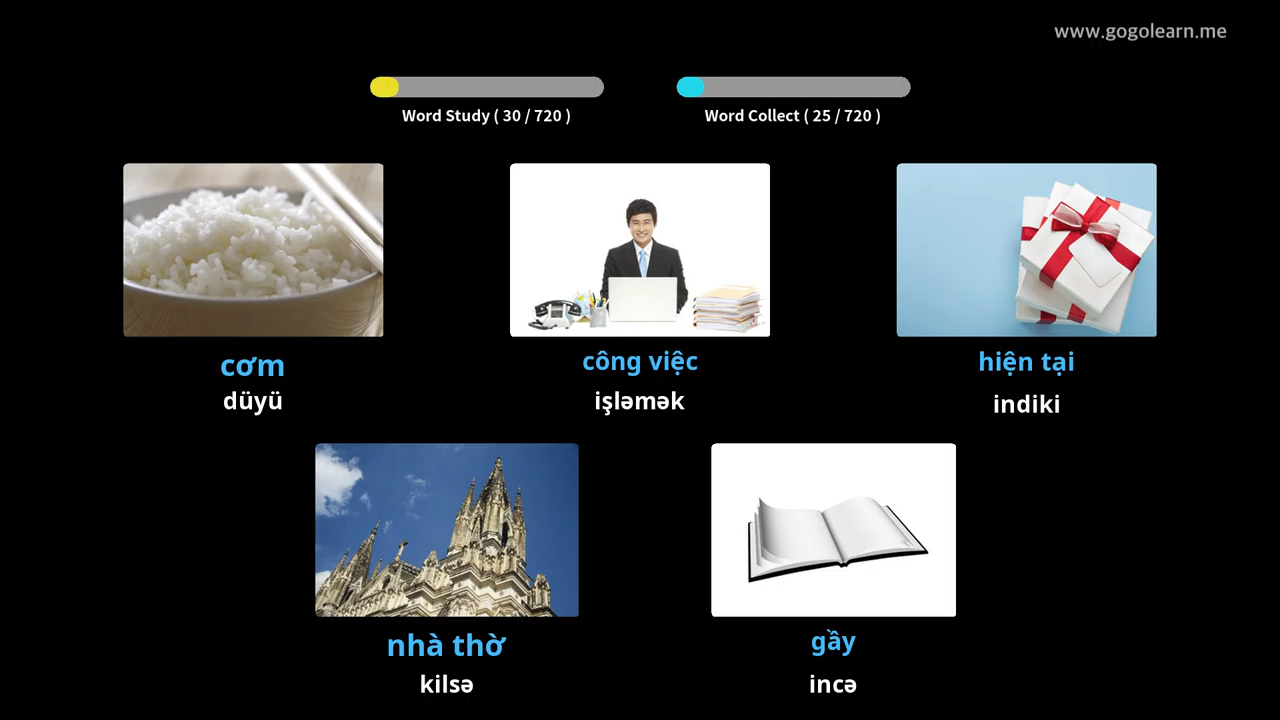 www.gogolearn.me
Word Study ( 30 / 720 )
Word Collect ( 25 / 720 )
cơm
düyü
công việc
işləmək
hiện tại
indiki
nhà thờ
kilsə
gầy
incə